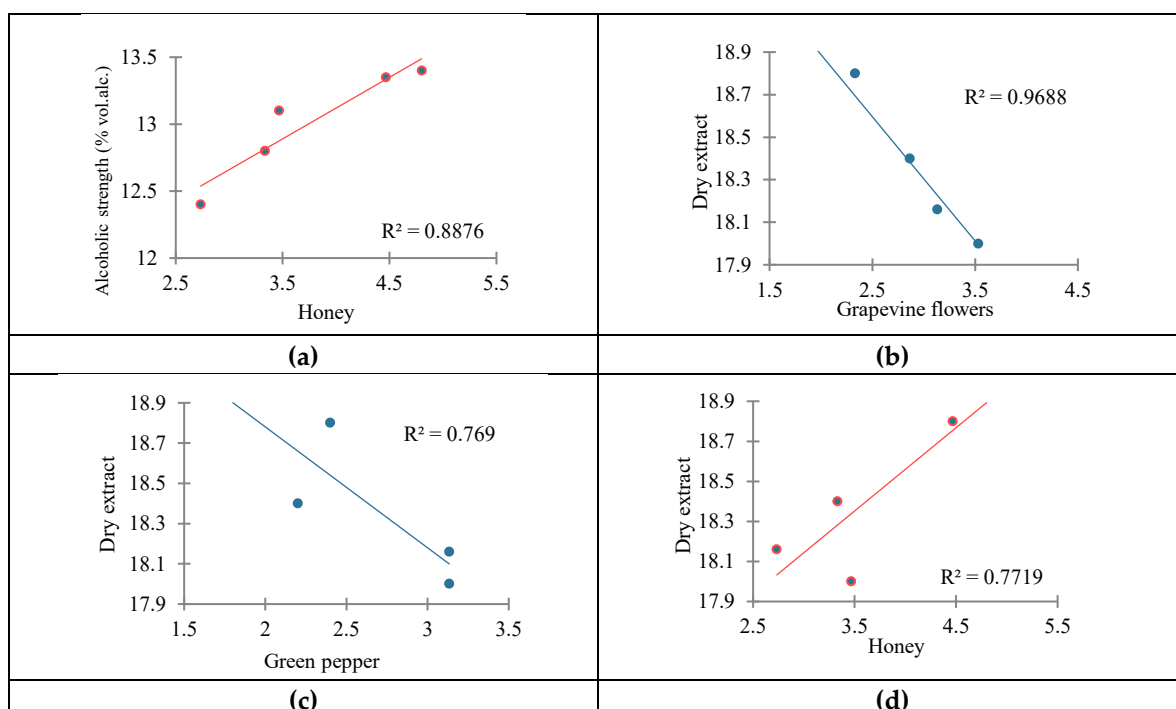 13.5
13
12.5
12
Alcoholic strength (% vol.alc.)
R² = 0.8876
2.5 3.5 4.5 5.5
Honey
18.9
18.7
18.5
18.3
18.1
17.9
Dry extract
R² = 0.9688
1.5 2.5 3.5 4.5
Grapevine flowers
(a) (b)
18.9
18.7
18.5
18.3
18.1
17.9
Dry extract
R² = 0.769
1.5 2 2.5 3 3.5
Green pepper
18.9
18.7
18.5
18.3
18.1
17.9
Dry extract
R² = 0.7719
2.5 3.5 4.5 5.5
Honey
(c) (d)